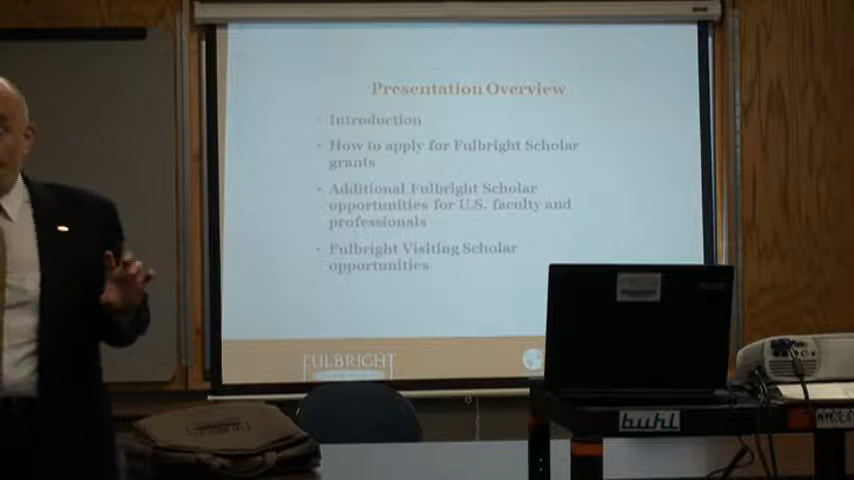 Presentation Overview
• Introduction
• How to apply for Fulbright Scholar
grants
• Additional Fulbright Scholar
opportunities for U.S. faculty and
professionals
• Fulbright Visiting Scholar
opportunities
FULBRIGHT
buhl